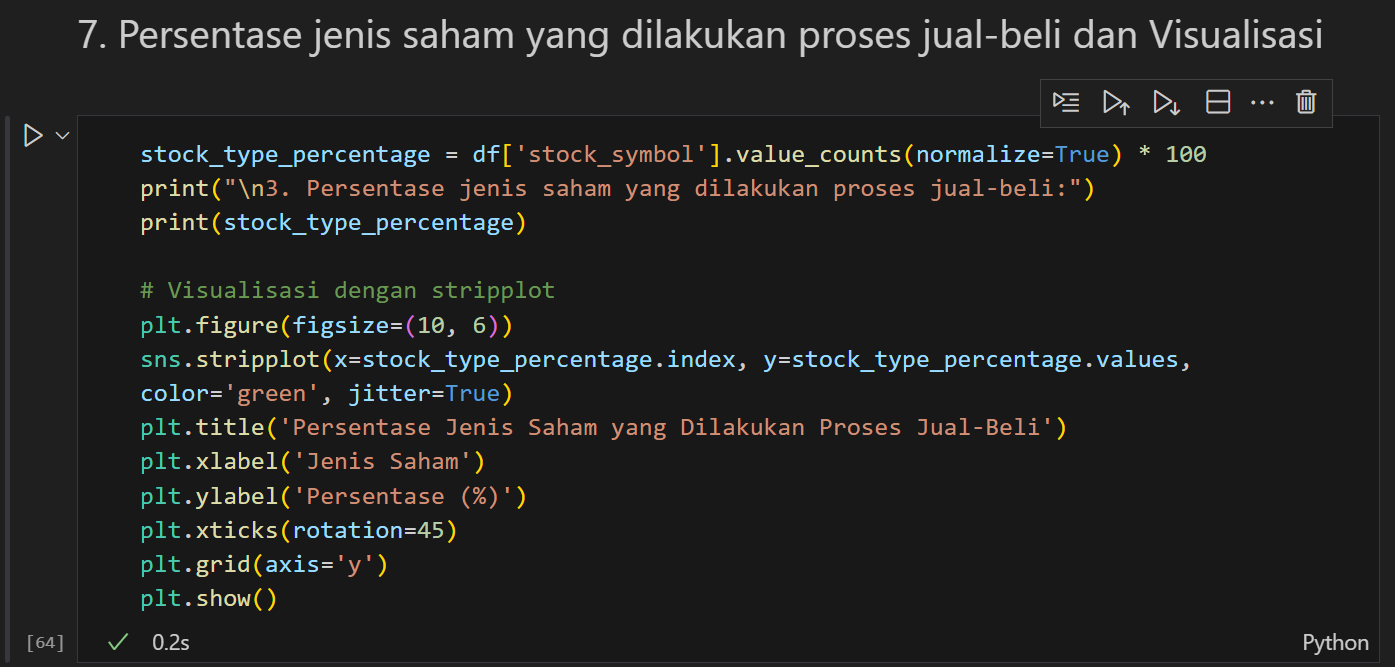 7. Persentase jenis saham yang dilakukan proses jual-beli dan Visualisasi
stock_type_percentage = df['stock_symbol'].value_counts(normalize=True) * 100
print("\n3. Persentase jenis saham yang dilakukan proses jual-beli:")
print(stock_type_percentage)
# Visualisasi dengan stripplot
plt.figure(figsize=(10, 6))
sns.stripplot(x=stock_type_percentage.index, y=stock_type_percentage.values,
color='green', jitter=True)
plt.title('Persentase Jenis Saham yang Dilakukan Proses Jual-Beli')
plt.xlabel('Jenis Saham')
plt.ylabel('Persentase (%)')
plt.xticks(rotation=45)
plt.grid(axis='y')
plt.show()
[64] 0.2s Python